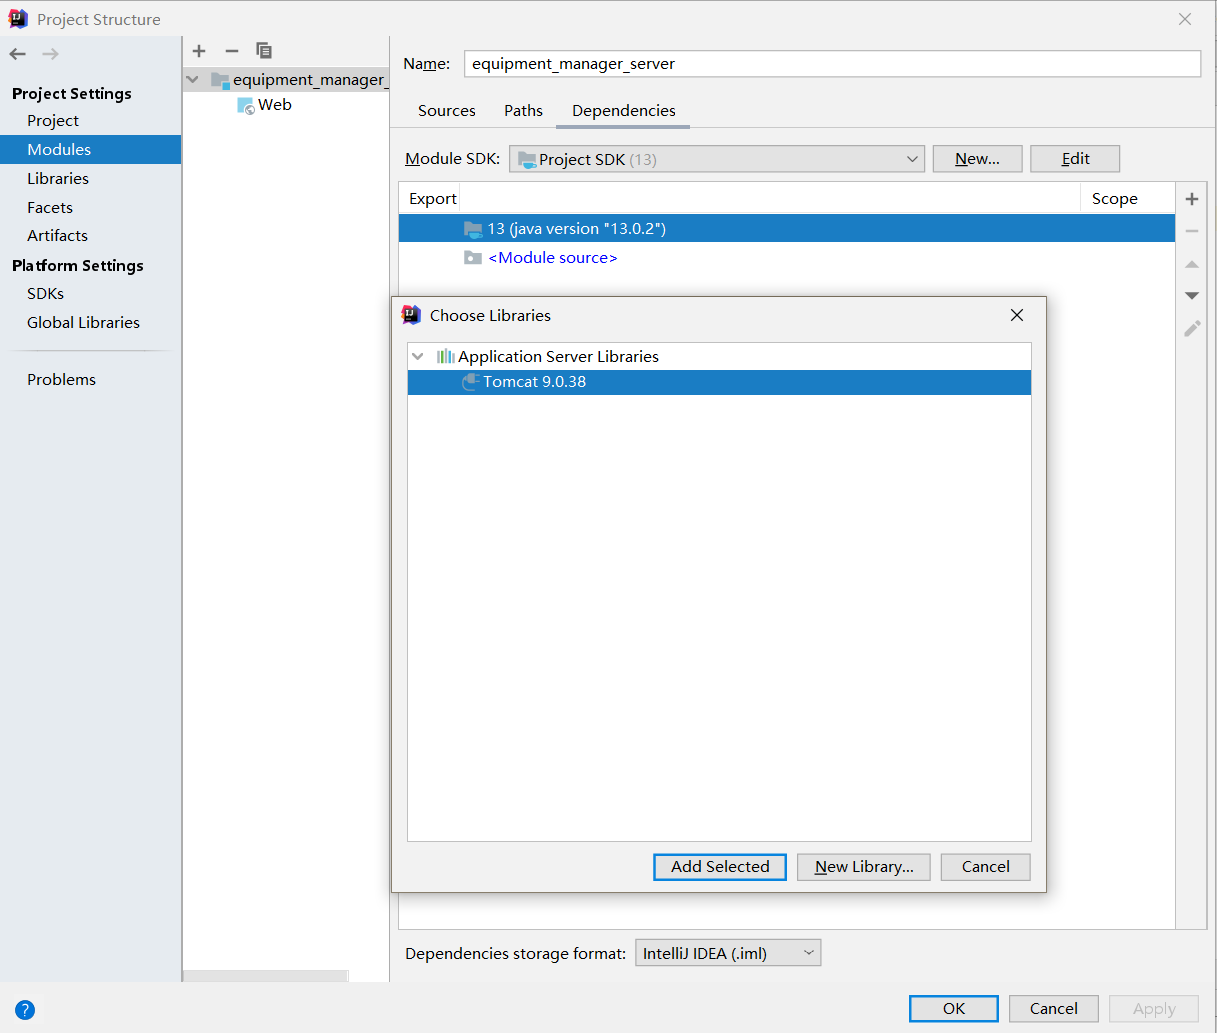 Project Structure
Project Settings
Project
Modules
Libraries
Facets
Artifacts
Platform Settings
SDKs
Global Libraries
Problems
equipment_manager_
Web
Name: equipment_manager_server
Sources Paths Dependencies
Module SDK: Project SDK (13) New... Edit
Export Scope
13 (java version "13.0.2")
<Module source>
Choose Libraries
Application Server Libraries
Tomcat 9.0.38
Add Selected New Library... Cancel
Dependencies storage format: IntelliJ IDEA (.iml)
? OK Cancel Apply